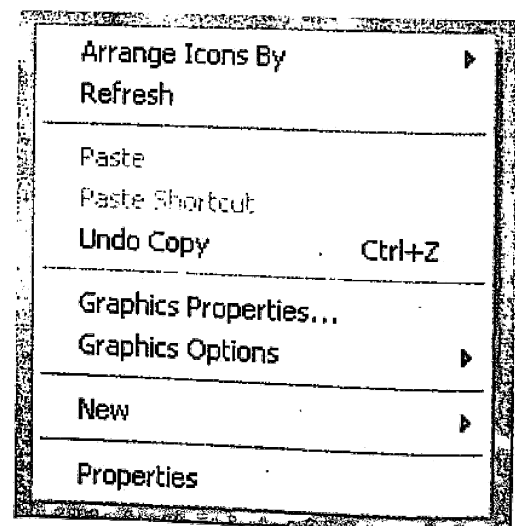 Arrange Icons By
Refresh
Paste
Paste Shortcut
Undo Copy Ctrl+Z
Graphics Properties...
Graphics Options
New
Properties